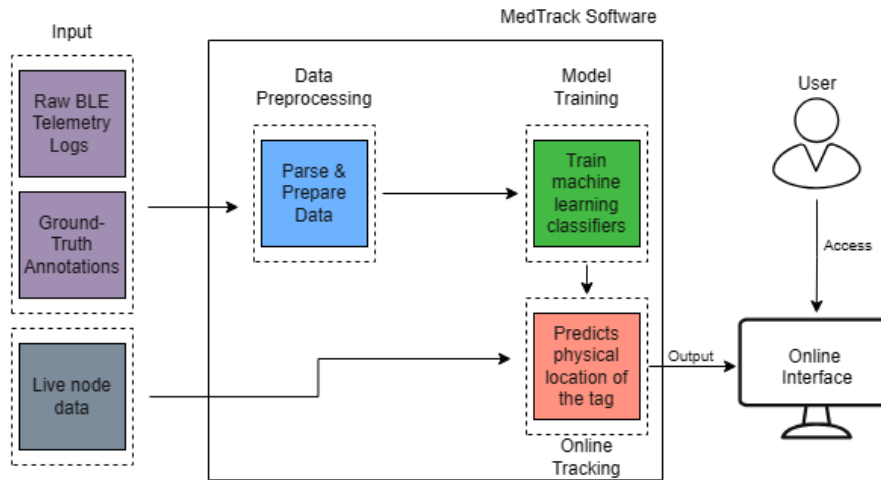 MedTrack Software
Input
Raw BLE
Telemetry
Logs
Ground-
Truth
Annotations
Live node
data
Data
Preprocessing
Parse &
Prepare
Data
Model
Training
Train
machine
learning
classifiers
Predicts
physical
location of
the tag
Online
Tracking
Output
User
Access
Online
Interface